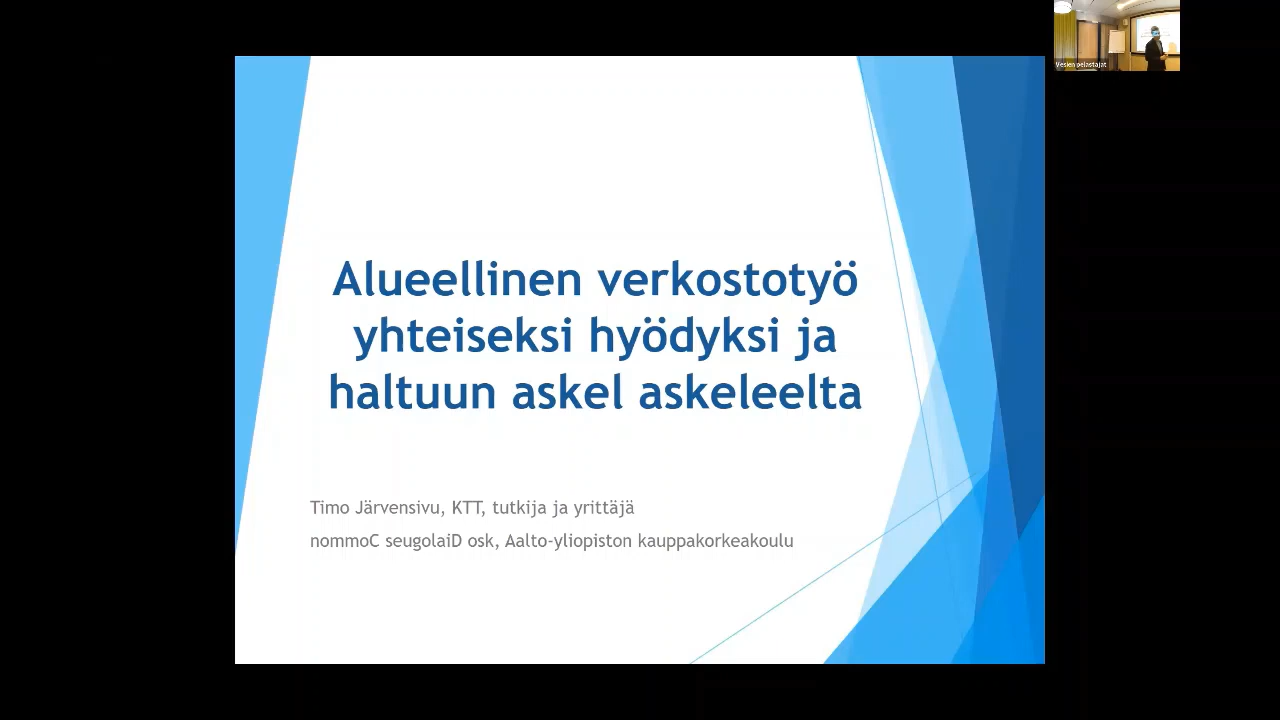 Vesien pelastajat
Alueellinen verkostotyö
yhteiseksi hyödyksi ja
haltuun askel askeleelta
Timo Järvensivu, KTT, tutkija ja yrittäjä
nommoC seugolaiD osk, Aalto-yliopiston kauppakorkeakoulu